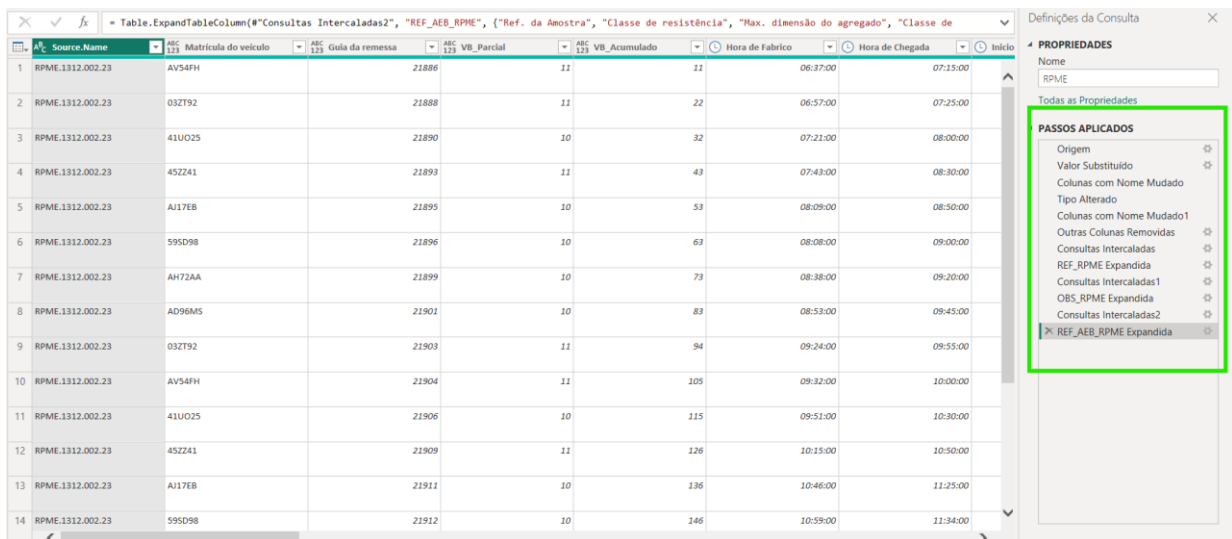 fx = Table.ExpandTableColumn(#"Consultas Intercaladas2", "REF_AEB_RPME", {"Ref. da Amostra", "Classe de resistência", "Max. dimensão do agregado", "Classe de
Source.Name ABC 123 Matrícula do veículo ABC 123 Guia da remessa ABC 123 VB_Parcial ABC 123 VB_Acumulado Hora de Fabrico Hora de Chegada Início
1 RPME.1312.002.23 AV54FH 21886 11 11 06:37:00 07:15:00
2 RPME.1312.002.23 03ZT92 21888 11 22 06:57:00 07:25:00
3 RPME.1312.002.23 41UO25 21890 10 32 07:21:00 08:00:00
4 RPME.1312.002.23 45ZZ41 21893 11 43 07:43:00 08:30:00
5 RPME.1312.002.23 AJ17EB 21895 10 53 08:09:00 08:50:00
6 RPME.1312.002.23 59SD98 21896 10 63 08:08:00 09:00:00
7 RPME.1312.002.23 AH72AA 21899 10 73 08:38:00 09:20:00
8 RPME.1312.002.23 AD96MS 21901 10 83 08:53:00 09:45:00
9 RPME.1312.002.23 03ZT92 21903 11 94 09:24:00 09:55:00
10 RPME.1312.002.23 AV54FH 21904 11 105 09:32:00 10:00:00
11 RPME.1312.002.23 41UO25 21906 10 115 09:51:00 10:30:00
12 RPME.1312.002.23 45ZZ41 21909 11 126 10:15:00 10:50:00
13 RPME.1312.002.23 AJ17EB 21911 10 136 10:46:00 11:25:00
14 RPME.1312.002.23 59SD98 21912 10 146 10:59:00 11:34:00
Definições da Consulta
PROPRIEDADES
Nome
RPME
Todas as Propriedades
PASSOS APLICADOS
Origem
Valor Substituído
Colunas com Nome Mudado
Tipo Alterado
Colunas com Nome Mudado1
Outras Colunas Removidas
Consultas Intercaladas
REF_RPME Expandida
Consultas Intercaladas1
OBS_RPME Expandida
Consultas Intercaladas2
REF_AEB_RPME Expandida